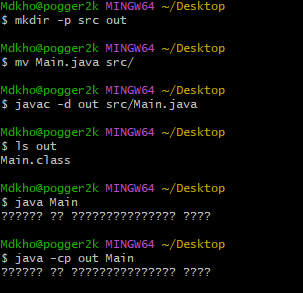 Mdkho@pogger2k MINGW64 ~/Desktop
$ mkdir -p src out
Mdkho@pogger2k MINGW64 ~/Desktop
$ mv Main.java src/
Mdkho@pogger2k MINGW64 ~/Desktop
$ javac -d out src/Main.java
Mdkho@pogger2k MINGW64 ~/Desktop
$ ls out
Main.class
Mdkho@pogger2k MINGW64 ~/Desktop
$ java Main
?????? ?? ??????????????? ????
Mdkho@pogger2k MINGW64 ~/Desktop
$ java -cp out Main
?????? ?? ??????????????? ????